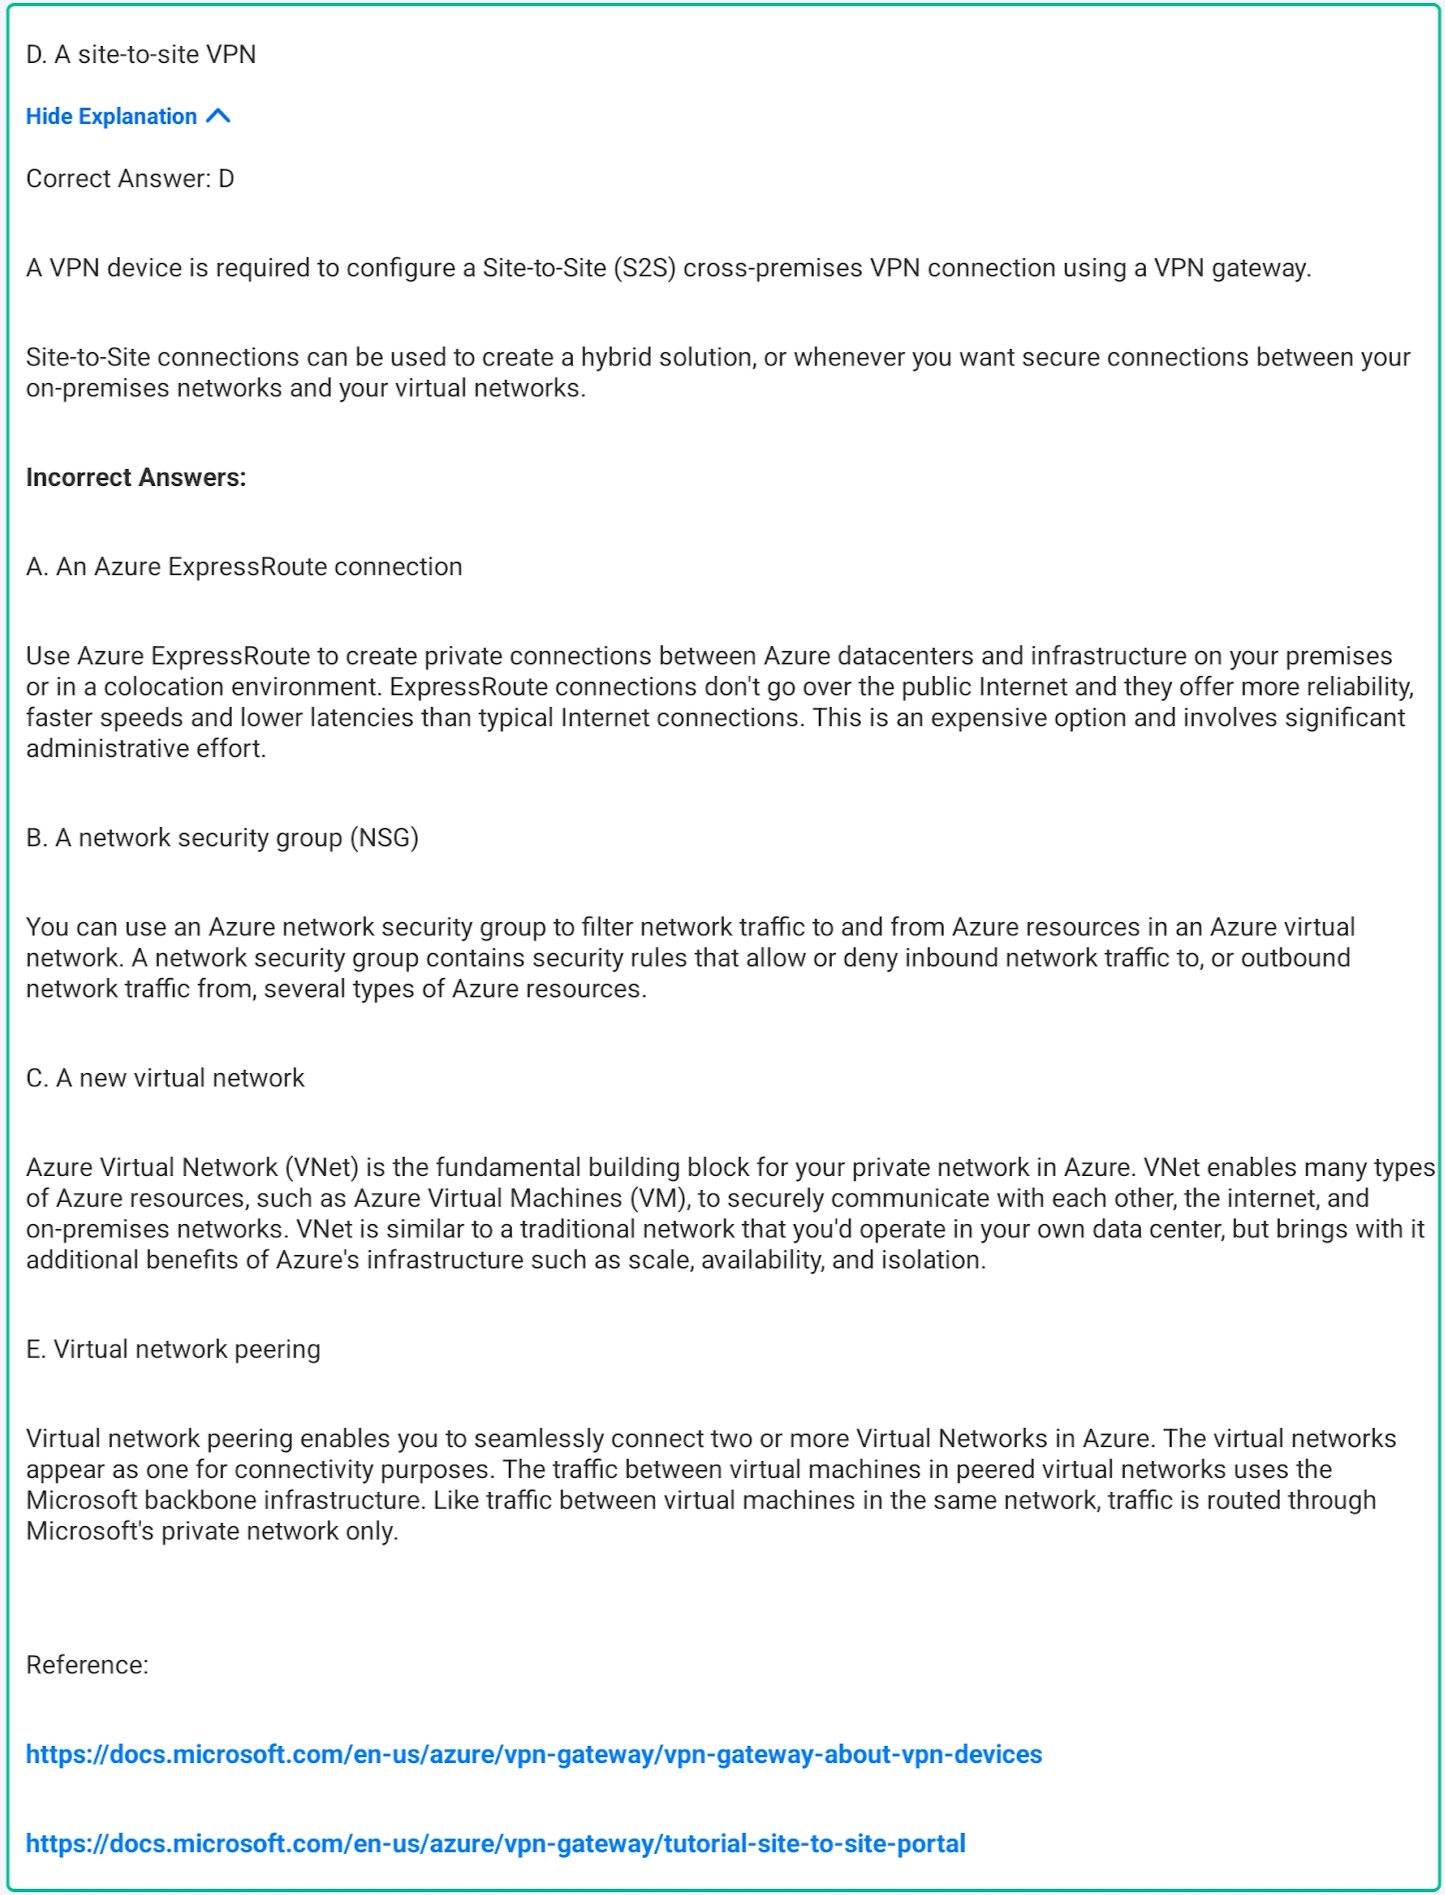 D. A site-to-site VPN
Hide Explanation
Correct Answer: D
A VPN device is required to configure a Site-to-Site (S2S) cross-premises VPN connection using a VPN gateway.
Site-to-Site connections can be used to create a hybrid solution, or whenever you want secure connections between your
on-premises networks and your virtual networks.
Incorrect Answers:
A. An Azure ExpressRoute connection
Use Azure ExpressRoute to create private connections between Azure datacenters and infrastructure on your premises
or in a colocation environment. ExpressRoute connections don't go over the public Internet and they offer more reliability,
faster speeds and lower latencies than typical Internet connections. This is an expensive option and involves significant
administrative effort.
B. A network security group (NSG)
You can use an Azure network security group to filter network traffic to and from Azure resources in an Azure virtual
network. A network security group contains security rules that allow or deny inbound network traffic to, or outbound
network traffic from, several types of Azure resources.
C. A new virtual network
Azure Virtual Network (VNet) is the fundamental building block for your private network in Azure. VNet enables many types
of Azure resources, such as Azure Virtual Machines (VM), to securely communicate with each other, the internet, and
on-premises networks. VNet is similar to a traditional network that you'd operate in your own data center, but brings with it
additional benefits of Azure's infrastructure such as scale, availability, and isolation.
E. Virtual network peering
Virtual network peering enables you to seamlessly connect two or more Virtual Networks in Azure. The virtual networks
appear as one for connectivity purposes. The traffic between virtual machines in peered virtual networks uses the
Microsoft backbone infrastructure. Like traffic between virtual machines in the same network, traffic is routed through
Microsoft's private network only.
Reference:
https://docs.microsoft.com/en-us/azure/vpn-gateway/vpn-gateway-about-vpn-devices
https://docs.microsoft.com/en-us/azure/vpn-gateway/tutorial-site-to-site-portal